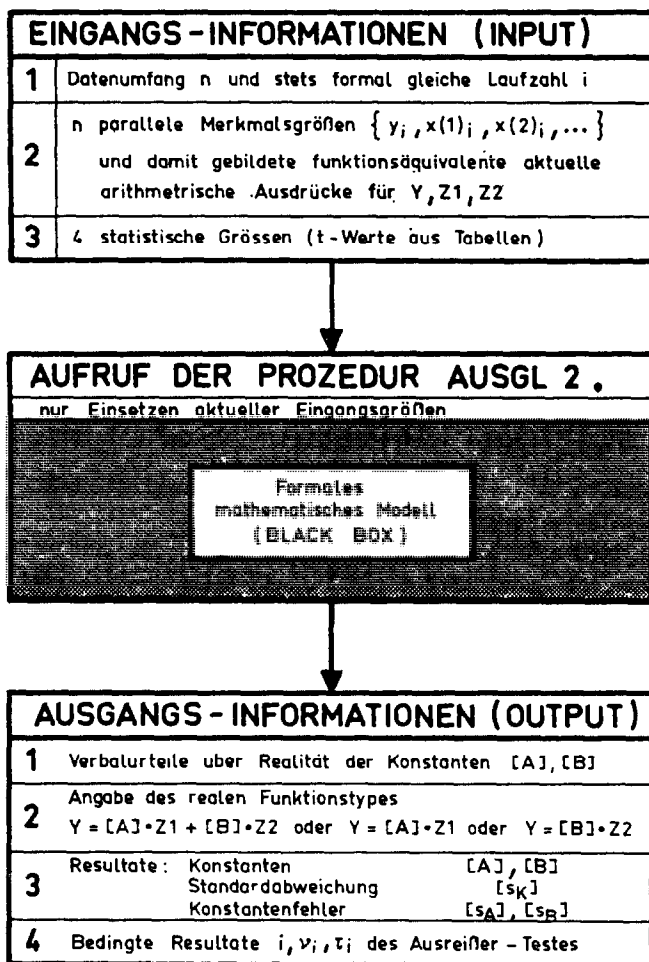 EINGANGS-INFORMATIONEN (INPUT)
1 Datenumfang n und stets formal gleiche Laufzahl i
2 n parallele Merkmalsgrößen { yᵢ , x(1)ᵢ , x(2)ᵢ , ... }
und damit gebildete funktionsäquivalente aktuelle
arithmetrische Ausdrücke für Y, Z1, Z2
3 4 statistische Grössen (t-Werte aus Tabellen)
AUFRUF DER PROZEDUR AUSGL 2.
nur Einsetzen aktueller Eingangsgrößen
Formales
mathematisches Modell
(BLACK BOX)
AUSGANGS-INFORMATIONEN (OUTPUT)
1 Verbalurteile uber Realität der Konstanten [A], [B]
2 Angabe des realen Funktionstypes
Y = [A]·Z1 + [B]·Z2 oder Y = [A]·Z1 oder Y = [B]·Z2
3 Resultate: Konstanten [A], [B]
Standardabweichung [s_K]
Konstantenfehler [s_A], [s_B]
4 Bedingte Resultate i, νᵢ, τᵢ des Ausreißer-Testes